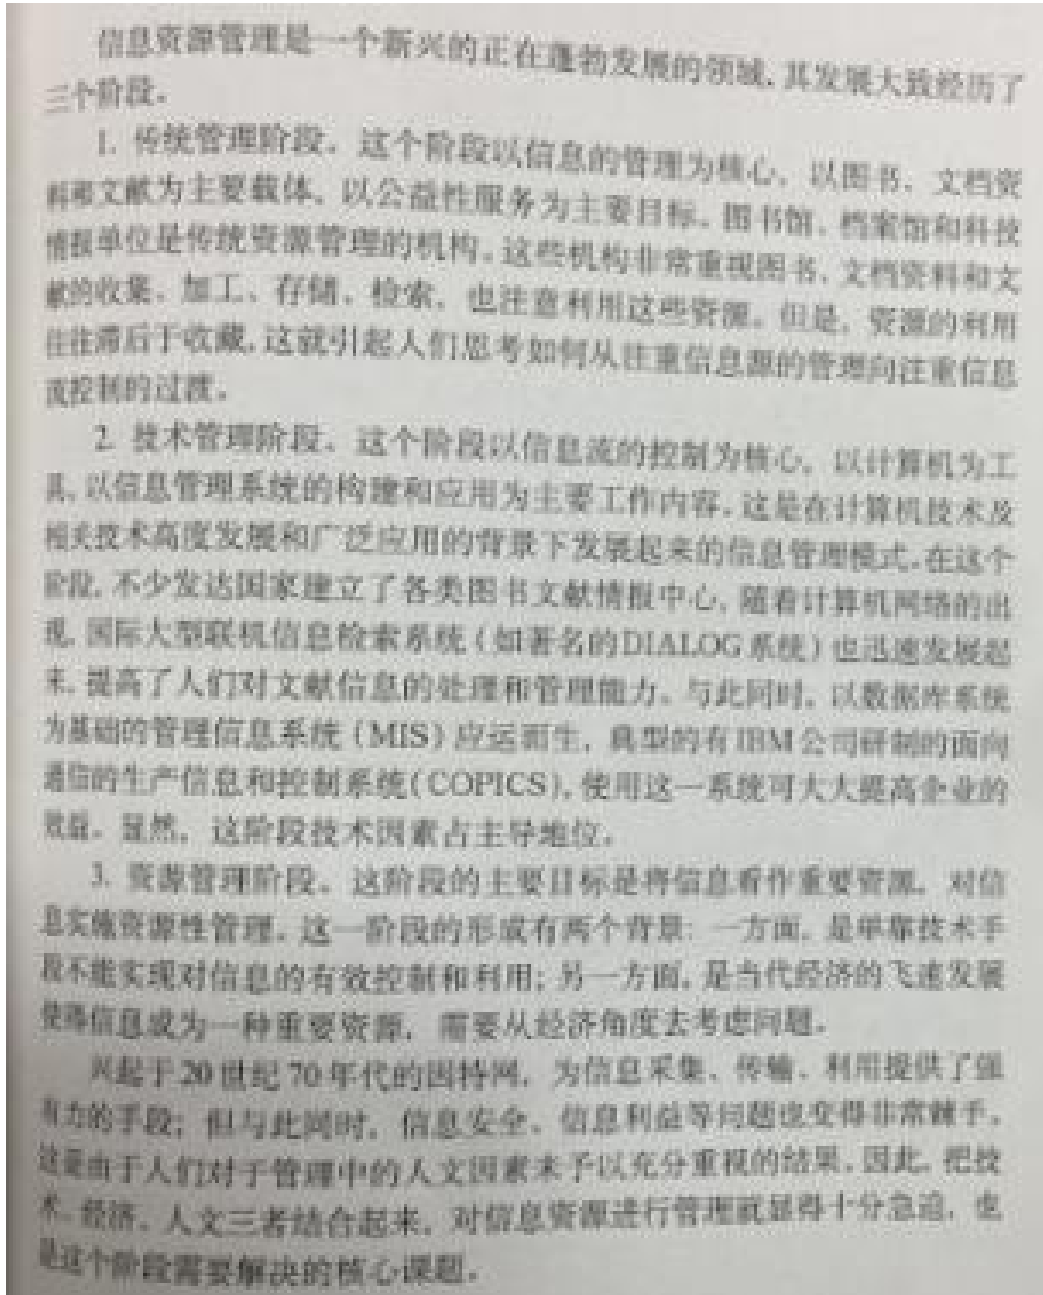 信息资源管理是一个新兴的正在蓬勃发展的领域,其发展大致经历了
三个阶段。
1. 传统管理阶段。这个阶段以信息的管理为核心，以图书、文档资
料和文献为主要载体，以公益性服务为主要目标。图书馆、档案馆和科技
情报单位是传统资源管理的机构。这些机构非常重视图书、文档资料和文
献的收集、加工、存储、检索，也注意利用这些资源。但是，资源的利用
往往滞后于收藏,这就引起人们思考如何从注重信息源的管理向注重信息
流控制的过渡。
2. 技术管理阶段。这个阶段以信息流的控制为核心，以计算机为工
具,以信息管理系统的构建和应用为主要工作内容。这是在计算机技术及
相关技术高度发展和广泛应用的背景下发展起来的信息管理模式。在这个
阶段,不少发达国家建立了各类图书文献情报中心,随着计算机网络的出
现,国际大型联机信息检索系统(如著名的DIALOG系统)也迅速发展起
来,提高了人们对文献信息的处理和管理能力。与此同时，以数据库系统
为基础的管理信息系统(MIS)应运而生，典型的有IBM公司研制的面向
通信的生产信息和控制系统(COPICS),使用这一系统可大大提高企业的
效益。显然，这阶段技术因素占主导地位。
3. 资源管理阶段。这阶段的主要目标是将信息看作重要资源，对信
息实施资源性管理。这一阶段的形成有两个背景:一方面,是单靠技术手
段不能实现对信息的有效控制和利用;另一方面,是当代经济的飞速发展
使得信息成为一种重要资源，需要从经济角度去考虑问题。
兴起于20世纪70年代的因特网，为信息采集、传输、利用提供了强
有力的手段;但与此同时，信息安全、信息利益等问题也变得非常棘手。
这是由于人们对于管理中的人文因素未予以充分重视的结果。因此,把技
术、经济、人文三者结合起来，对信息资源进行管理就显得十分急迫，也
是这个阶段需要解决的核心课题。